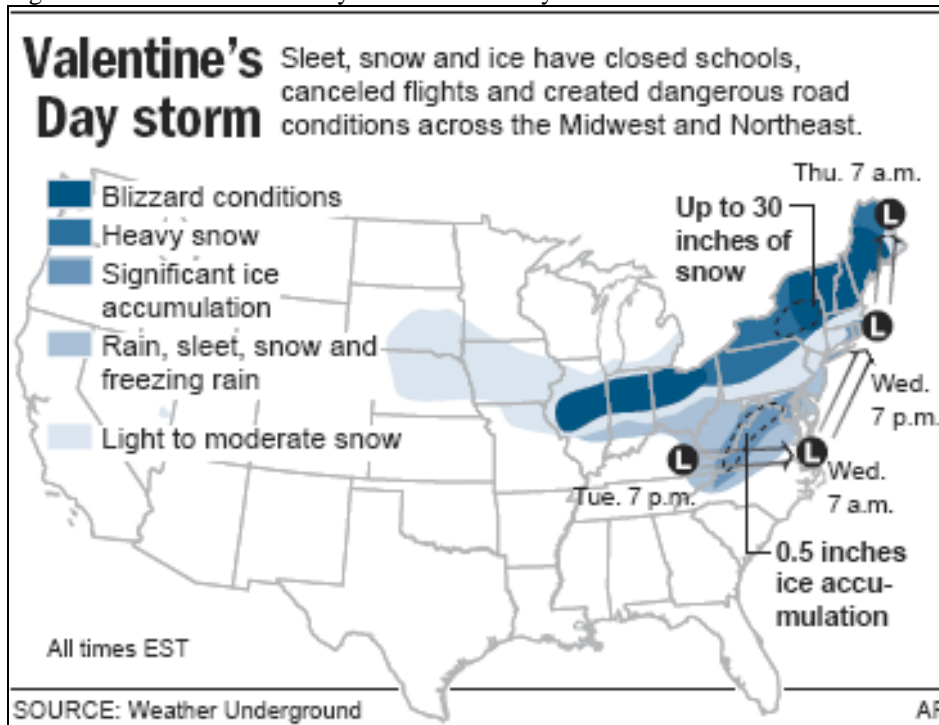 Valentine's
Day storm
Sleet, snow and ice have closed schools,
canceled flights and created dangerous road
conditions across the Midwest and Northeast.
Blizzard conditions
Heavy snow
Significant ice
accumulation
Rain, sleet, snow and
freezing rain
Light to moderate snow
Thu. 7 a.m.
L
Up to 30
inches of
snow
L
Wed.
7 p.m.
L
L
Wed.
7 a.m.
Tue. 7 p.m.
0.5 inches
ice accu-
mulation
All times EST
SOURCE: Weather Underground